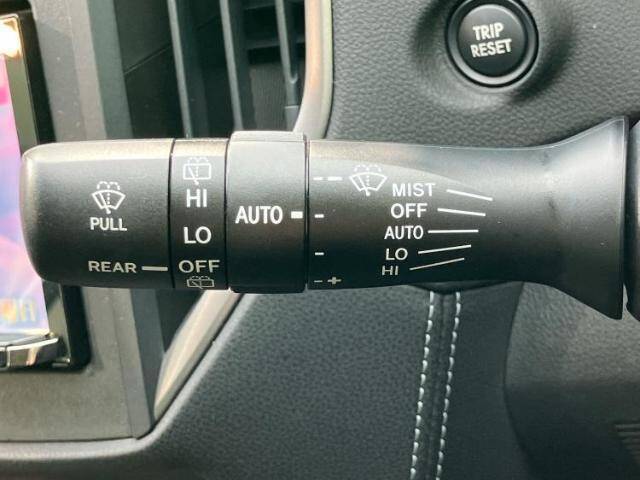 TRIP
RESET
PULL
REAR
HI
LO
OFF
AUTO
- +
MIST
OFF
AUTO
LO
HI